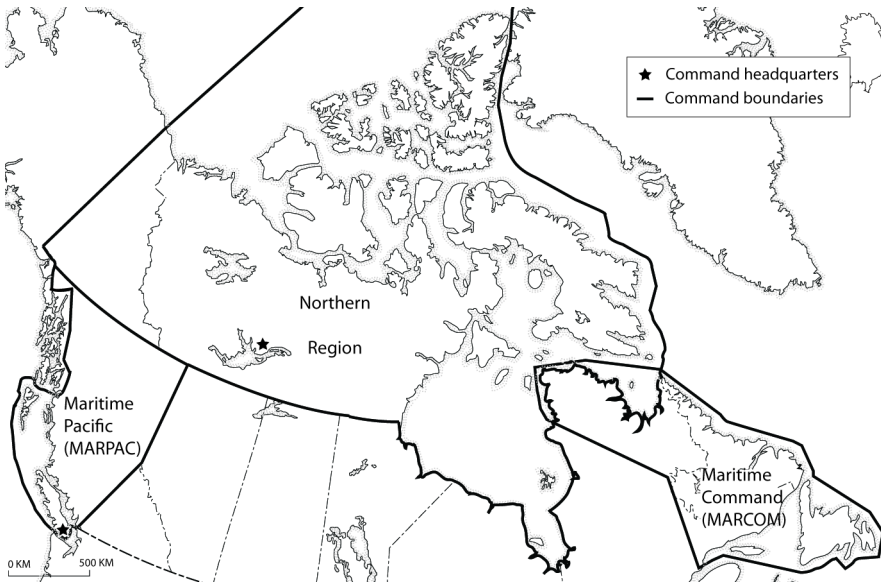 Command headquarters
Command boundaries
Northern
Region
Maritime
Pacific
(MARPAC)
Maritime
Command
(MARCOM)
0 KM 500 KM